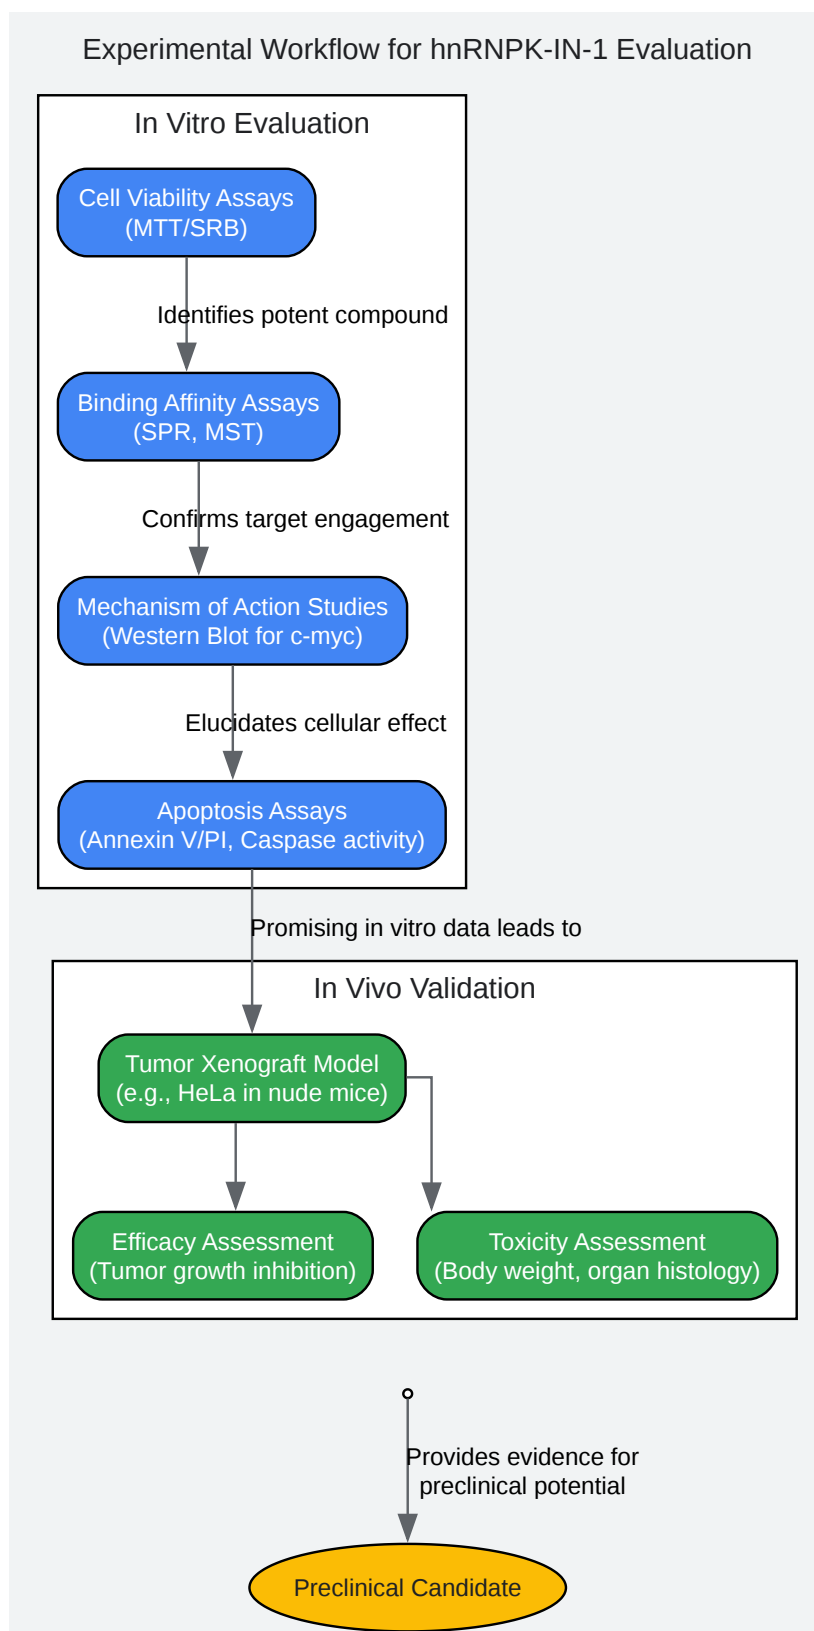 Experimental Workflow for hnRNPK-IN-1 Evaluation
In Vitro Evaluation
Cell Viability Assays
(MTT/SRB)
Identifies potent compound
Binding Affinity Assays
(SPR, MST)
Confirms target engagement
Mechanism of Action Studies
(Western Blot for c-myc)
Elucidates cellular effect
Apoptosis Assays
(Annexin V/PI, Caspase activity)
Promising in vitro data leads to
In Vivo Validation
Tumor Xenograft Model
(e.g., HeLa in nude mice)
Efficacy Assessment
(Tumor growth inhibition)
Toxicity Assessment
(Body weight, organ histology)
Provides evidence for
preclinical potential
Preclinical Candidate